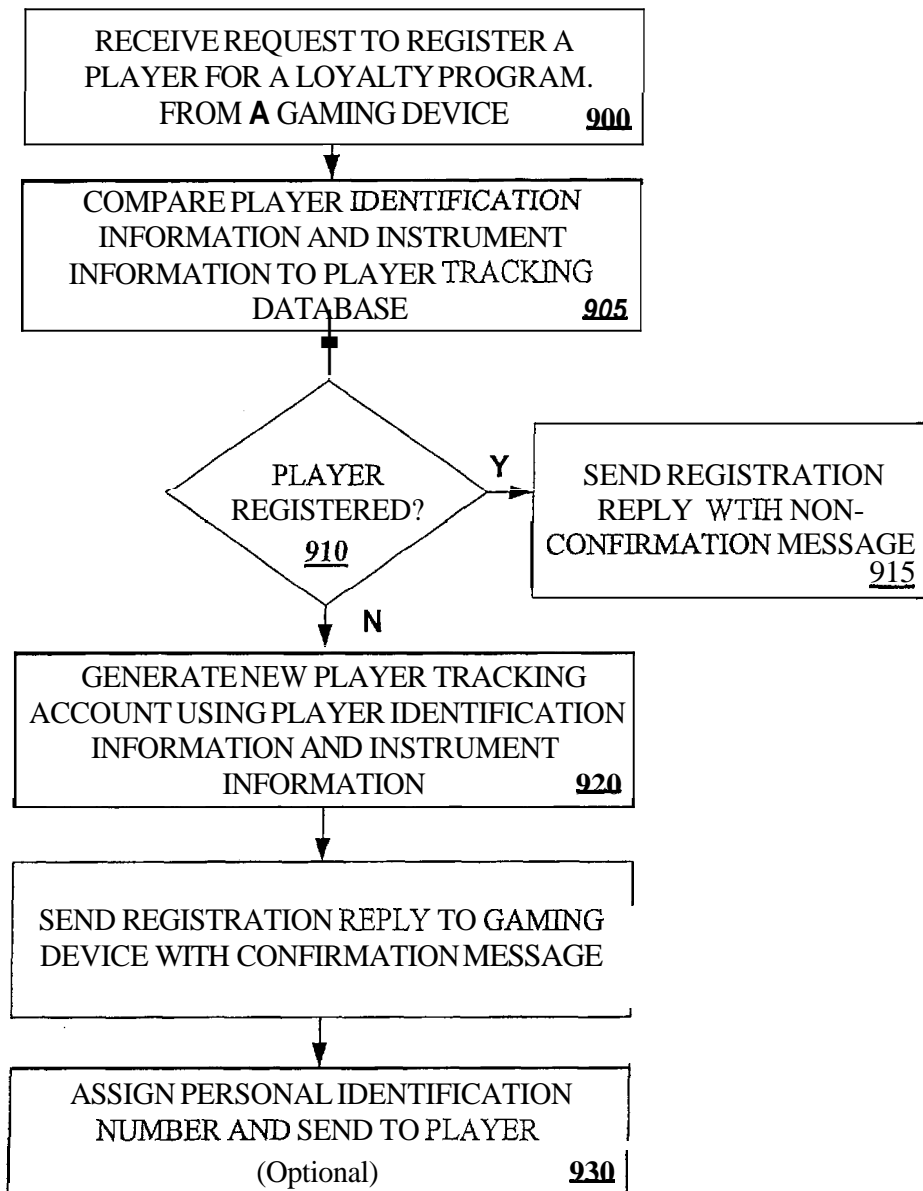 RECEIVE REQUEST TO REGISTER A
PLAYER FOR A LOYALTY PROGRAM.
FROM A GAMING DEVICE 900
COMPARE PLAYER IDENTIFICATION
INFORMATION AND INSTRUMENT
INFORMATION TO PLAYER TRACKING
DATABASE 905
PLAYER
REGISTERED?
910
Y
SEND REGISTRATION
REPLY WTIH NON-
CONFIRMATION MESSAGE
915
N
GENERATE NEW PLAYER TRACKING
ACCOUNT USING PLAYER IDENTIFICATION
INFORMATION AND INSTRUMENT
INFORMATION 920
SEND REGISTRATION REPLY TO GAMING
DEVICE WITH CONFIRMATION MESSAGE
ASSIGN PERSONAL IDENTIFICATION
NUMBER AND SEND TO PLAYER
(Optional) 930